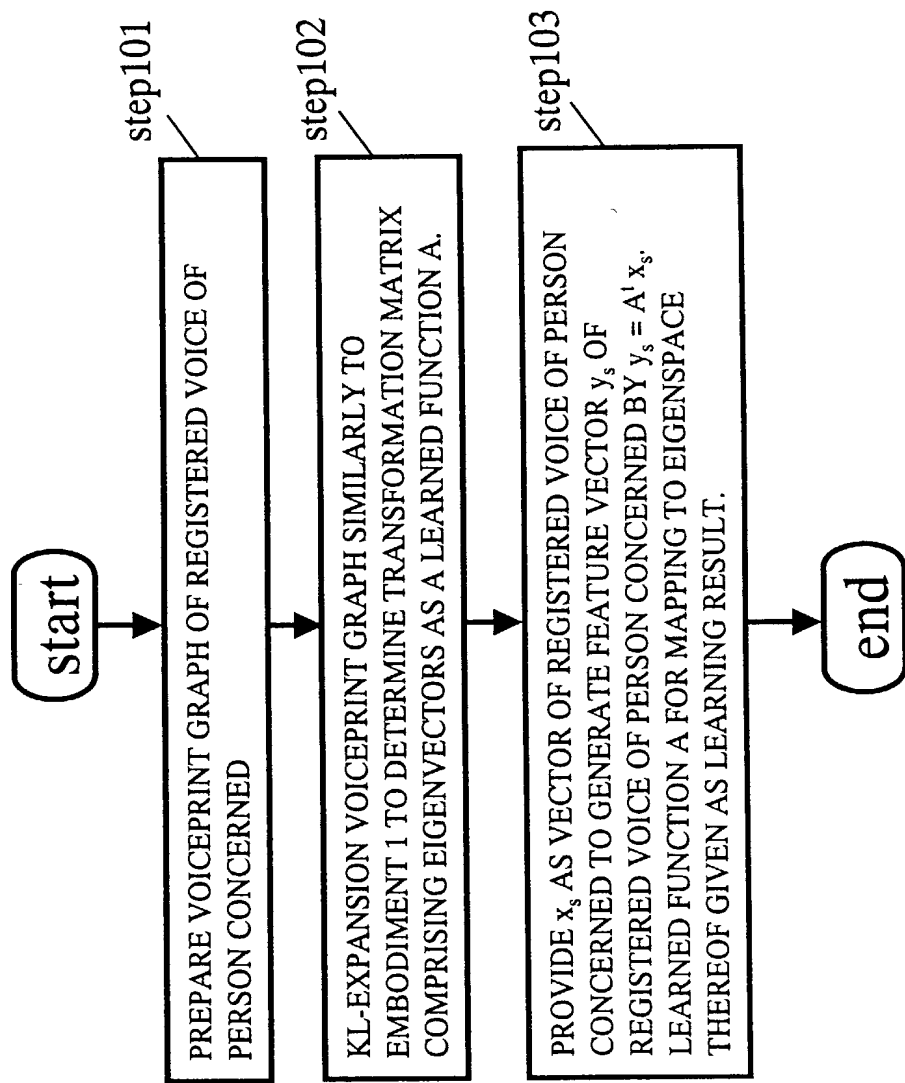 start
step101
PREPARE VOICEPRINT GRAPH OF REGISTERED VOICE OF
PERSON CONCERNED
step102
KL-EXPANSION VOICEPRINT GRAPH SIMILARLY TO
EMBODIMENT 1 TO DETERMINE TRANSFORMATION MATRIX
COMPRISING EIGENVECTORS AS A LEARNED FUNCTION A.
step103
PROVIDE xₛ AS VECTOR OF REGISTERED VOICE OF PERSON
CONCERNED TO GENERATE FEATURE VECTOR yₛ OF
REGISTERED VOICE OF PERSON CONCERNED BY yₛ = Aᵗ xₛ.
LEARNED FUNCTION A FOR MAPPING TO EIGENSPACE
THEREOF GIVEN AS LEARNING RESULT.
end